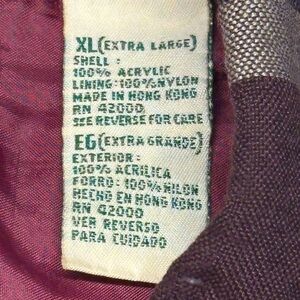 XL (EXTRA LARGE)
SHELL :
100% ACRYLIC
LINING: 100% NYLON
MADE IN HONG KONG
RN 42000
SEE REVERSE FOR CARE
EG (EXTRA GRANDE)
EXTERIOR :
100% ACRILICA
FORRO: 100% NILON
HECHO EN HONG KONG
RN 42000
VER REVERSO
PARA CUIDADO